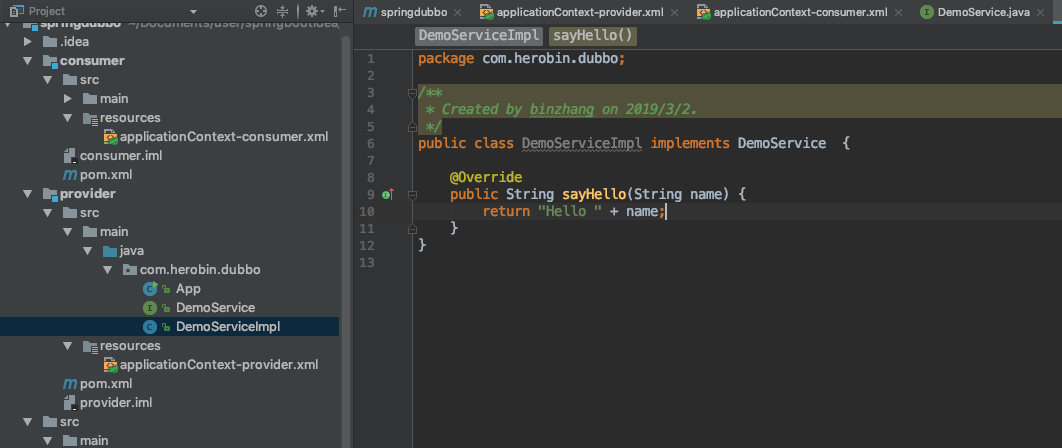 Project
springdubbo
.idea
consumer
src
main
resources
applicationContext-consumer.xml
consumer.iml
pom.xml
provider
src
main
java
com.herobin.dubbo
App
DemoService
DemoServiceImpl
resources
applicationContext-provider.xml
pom.xml
provider.iml
src
main
springdubbo
applicationContext-provider.xml
applicationContext-consumer.xml
DemoService.java
DemoServiceImpl
sayHello()
1 package com.herobin.dubbo;
2
3 /**
4 * Created by binzhang on 2019/3/2.
5 */
6 public class DemoServiceImpl implements DemoService {
7
8 @Override
9 public String sayHello(String name) {
10 return "Hello " + name;
11 }
12 }
13